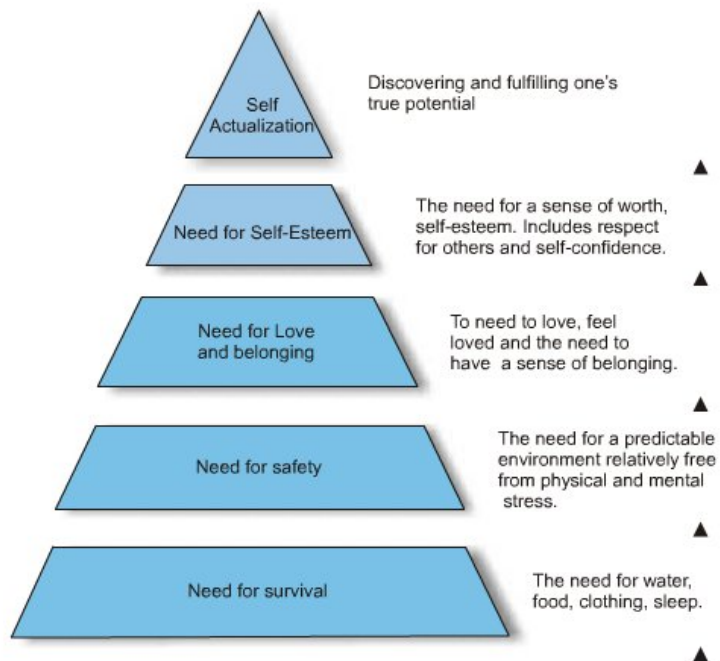 Self
Actualization
Discovering and fulfilling one's
true potential
Need for Self-Esteem
The need for a sense of worth,
self-esteem. Includes respect
for others and self-confidence.
Need for Love
and belonging
To need to love, feel
loved and the need to
have a sense of belonging.
Need for safety
The need for a predictable
environment relatively free
from physical and mental
stress.
Need for survival
The need for water,
food, clothing, sleep.